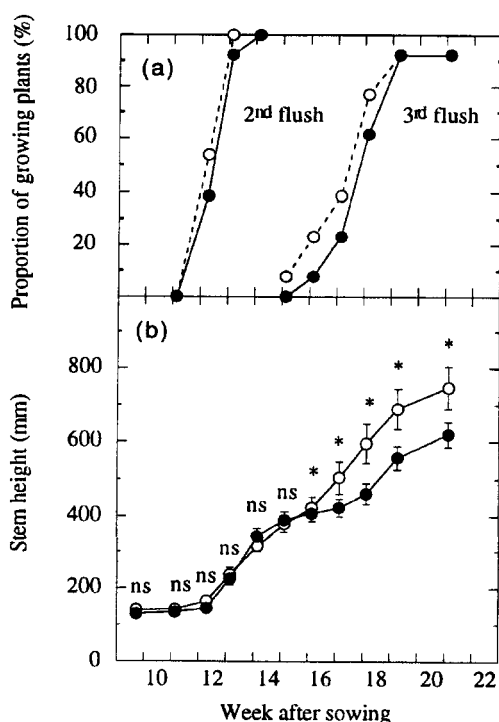 Proportion of growing plants (%)
100
80
60
40
20
(a)
2nd flush
3rd flush
(b)
Stem height (mm)
800
600
400
200
0
ns ns ns ns ns ns * * * * *
10 12 14 16 18 20 22
Week after sowing